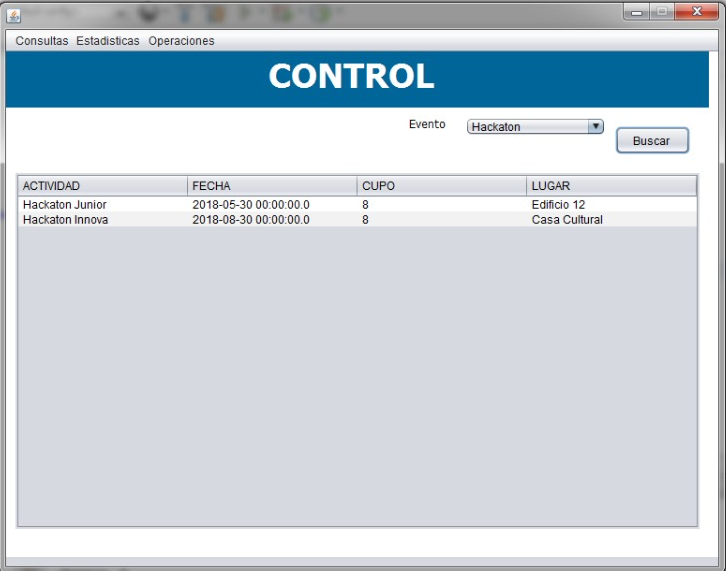 Consultas Estadisticas Operaciones
CONTROL
Evento Hackaton Buscar
ACTIVIDAD FECHA CUPO LUGAR
Hackaton Junior 2018-05-30 00:00:00.0 8 Edificio 12
Hackaton Innova 2018-08-30 00:00:00.0 8 Casa Cultural